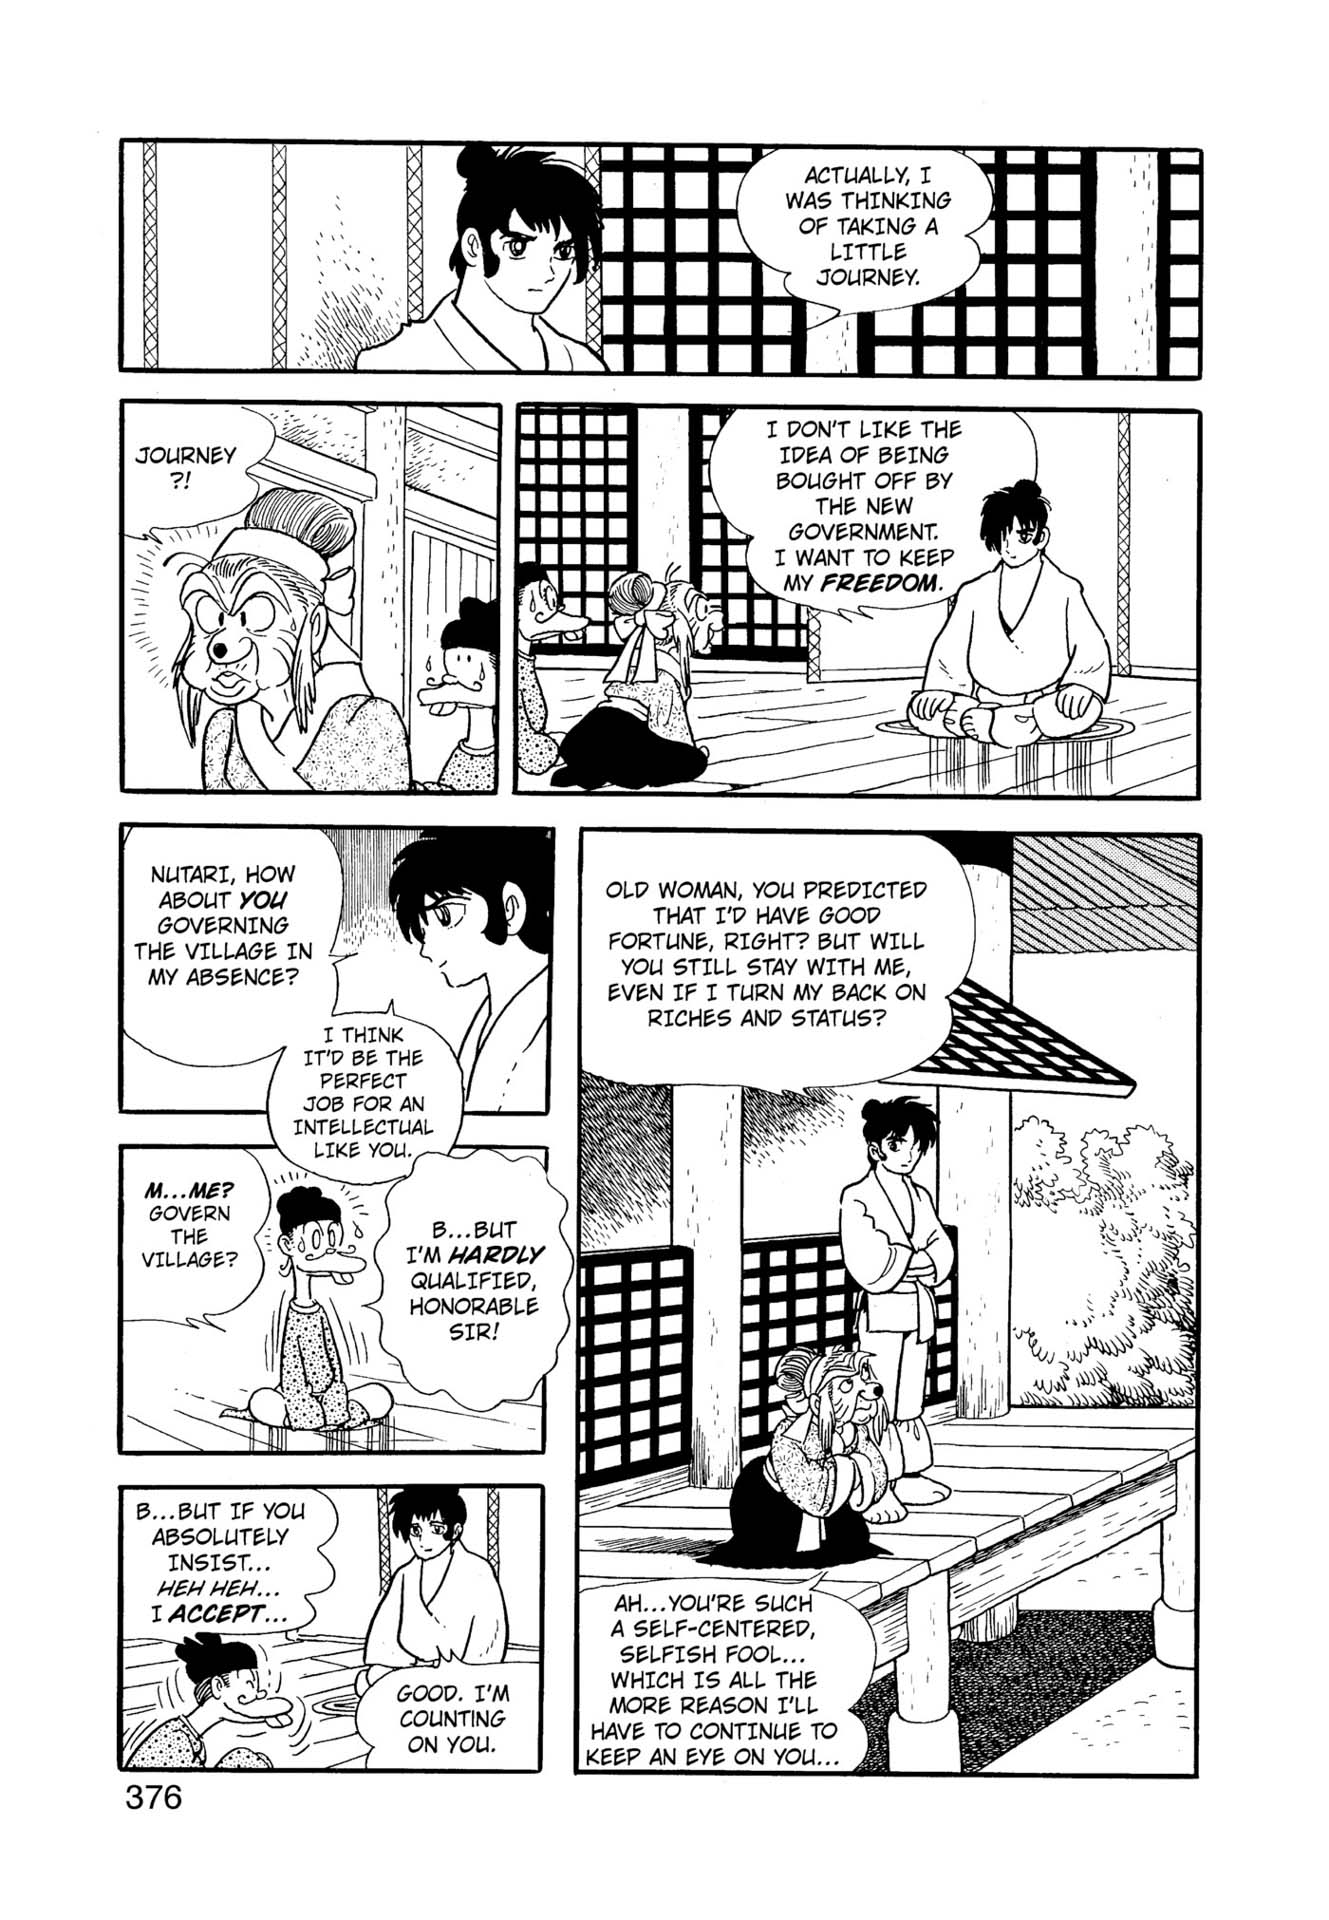 ACTUALLY, I
WAS THINKING
OF TAKING A
LITTLE
JOURNEY.
JOURNEY
?!
I DON'T LIKE THE
IDEA OF BEING
BOUGHT OFF BY
THE NEW
GOVERNMENT.
I WANT TO KEEP
MY FREEDOM.
NUTARI, HOW
ABOUT YOU
GOVERNING
THE VILLAGE IN
MY ABSENCE?
I THINK
IT'D BE THE
PERFECT
JOB FOR AN
INTELLECTUAL
LIKE YOU.
M...ME?
GOVERN
THE
VILLAGE?
B...BUT
I'M HARDLY
QUALIFIED,
HONORABLE
SIR!
B...BUT IF YOU
ABSOLUTELY
INSIST...
HEH HEH...
I ACCEPT...
GOOD. I'M
COUNTING
ON YOU.
OLD WOMAN, YOU PREDICTED
THAT I'D HAVE GOOD
FORTUNE, RIGHT? BUT WILL
YOU STILL STAY WITH ME,
EVEN IF I TURN MY BACK ON
RICHES AND STATUS?
AH...YOU'RE SUCH
A SELF-CENTERED,
SELFISH FOOL...
WHICH IS ALL THE
MORE REASON I'LL
HAVE TO CONTINUE TO
KEEP AN EYE ON YOU...
376